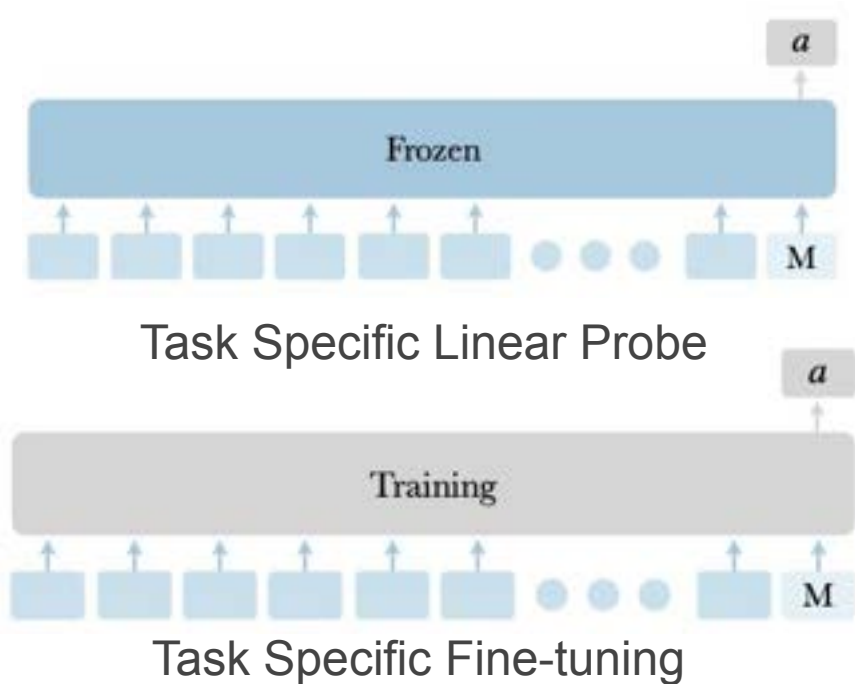 a
Frozen
M
Task Specific Linear Probe
a
Training
M
Task Specific Fine-tuning